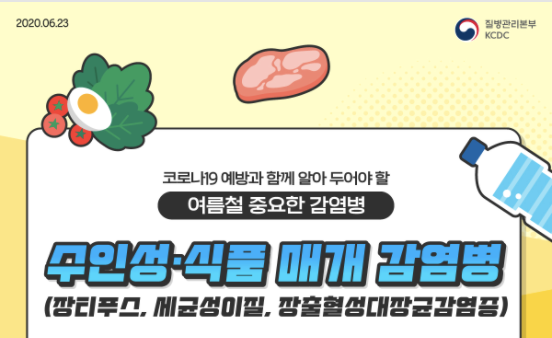 2020.06.23
질병관리본부
KCDC
코로나19 예방과 함께 알아 두어야 할
여름철 중요한 감염병
수인성·식품 매개 감염병
(장티푸스, 세균성이질, 장출혈성대장균감염증)